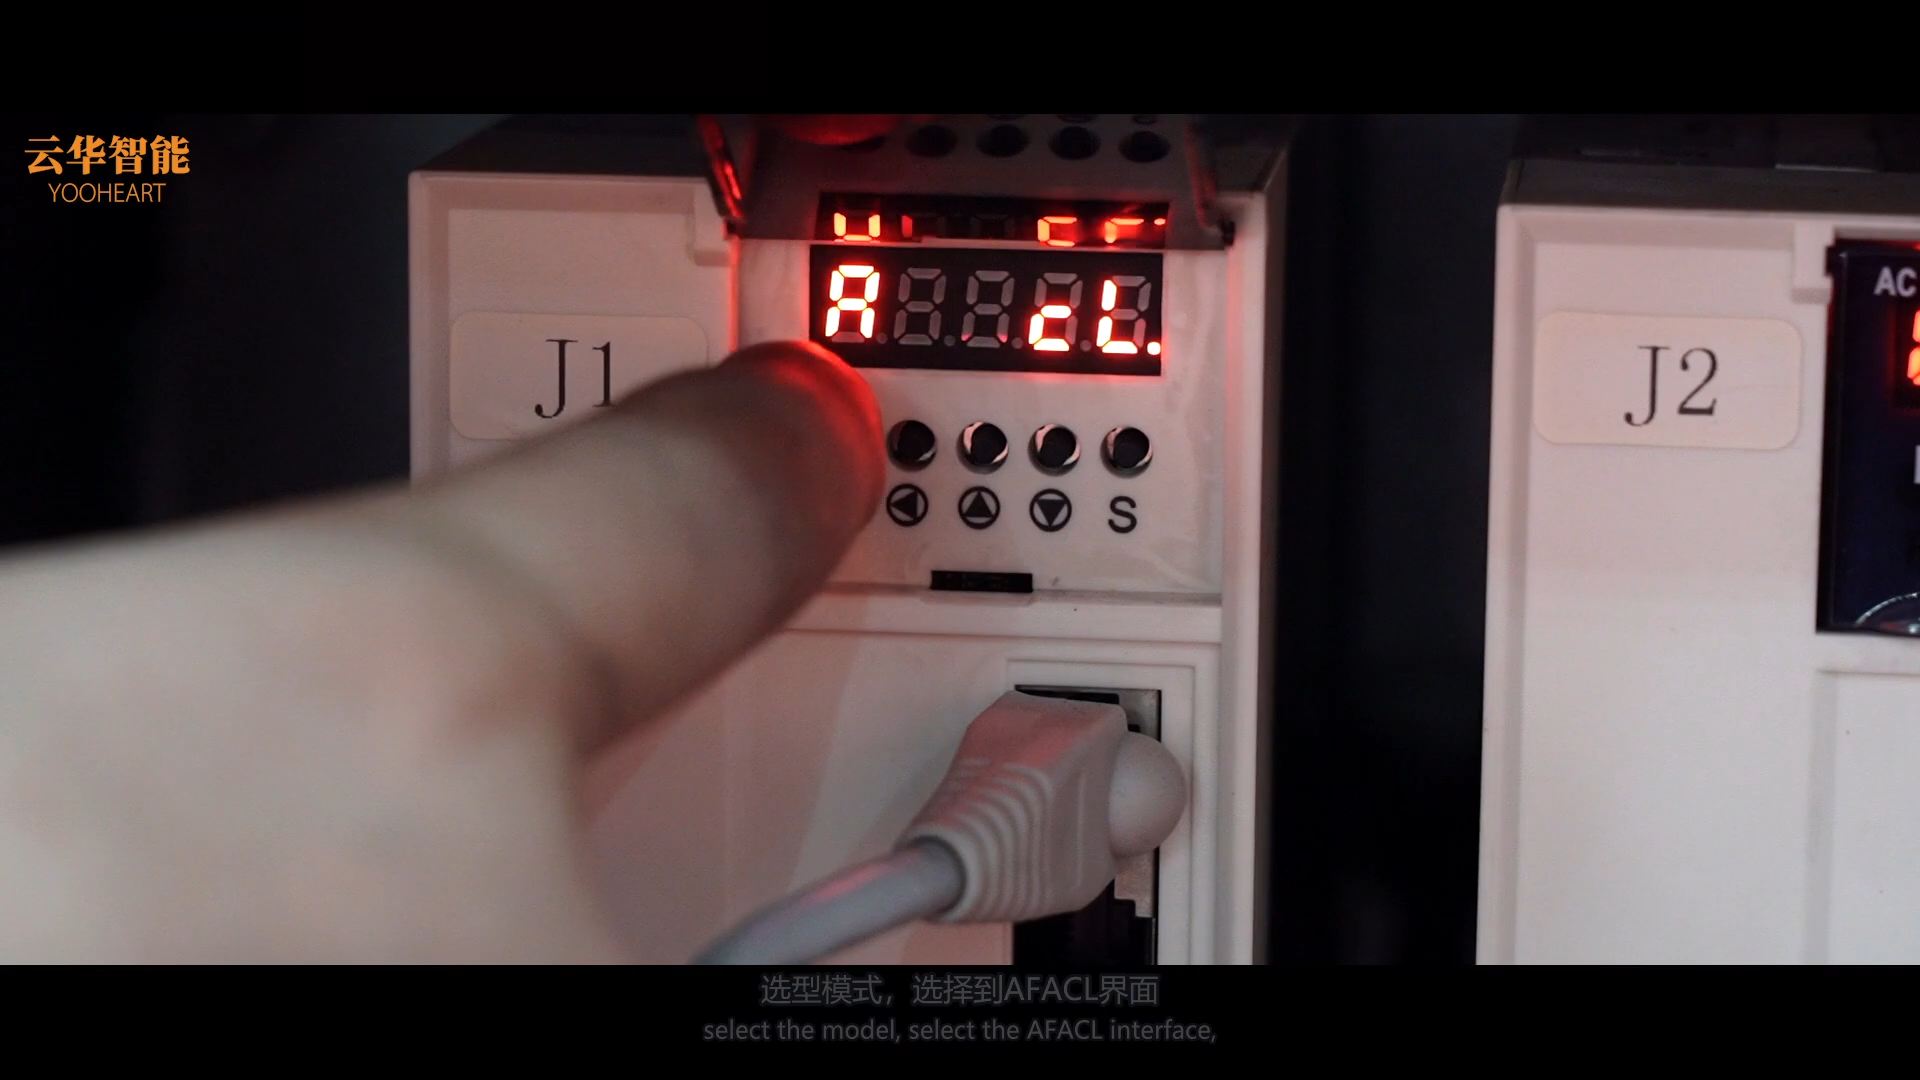 云华智能
YOOHEART
A cL.
J1
J2
AC
S
选型模式，选择到AFACL界面
select the model, select the AFACL interface,